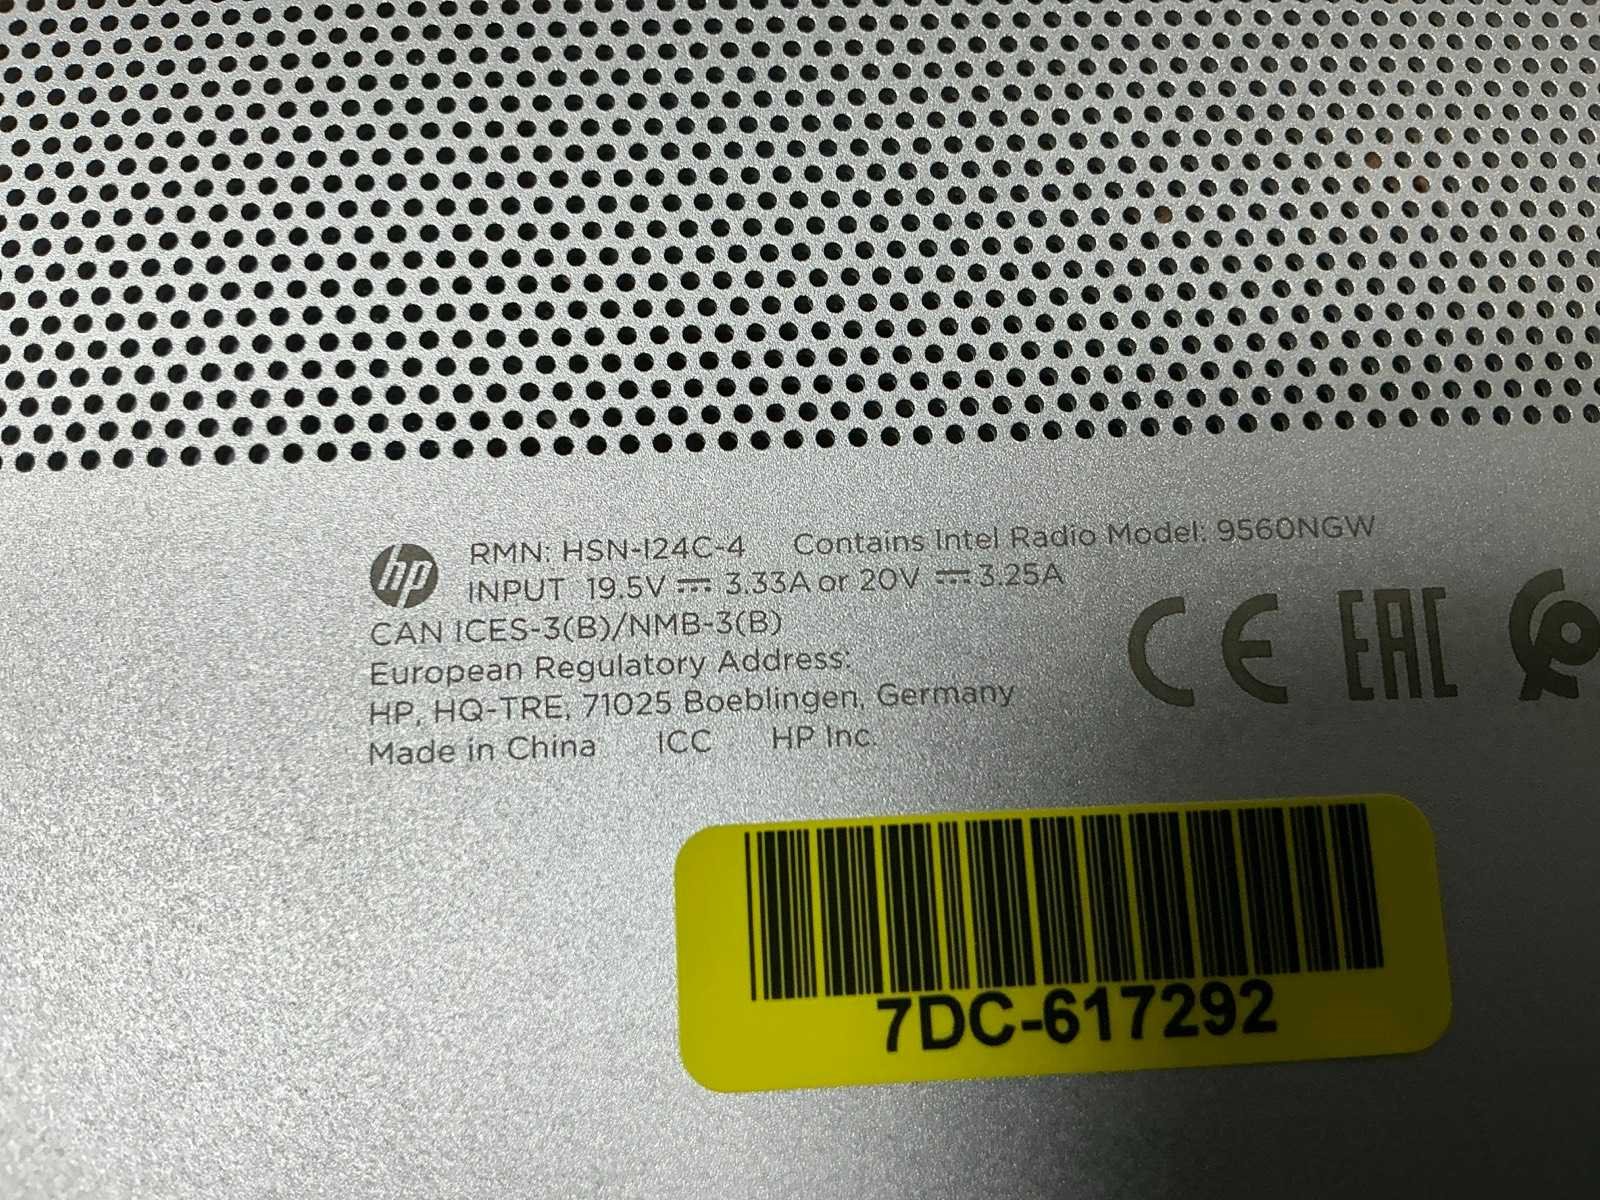 hp RMN: HSN-I24C-4 Contains Intel Radio Model: 9560NGW
INPUT 19.5V ⎓ 3.33A or 20V ⎓ 3.25A
CAN ICES-3(B)/NMB-3(B)
European Regulatory Address:
HP, HQ-TRE, 71025 Boeblingen, Germany
Made in China ICC HP Inc.
CE EAC
7DC-617292